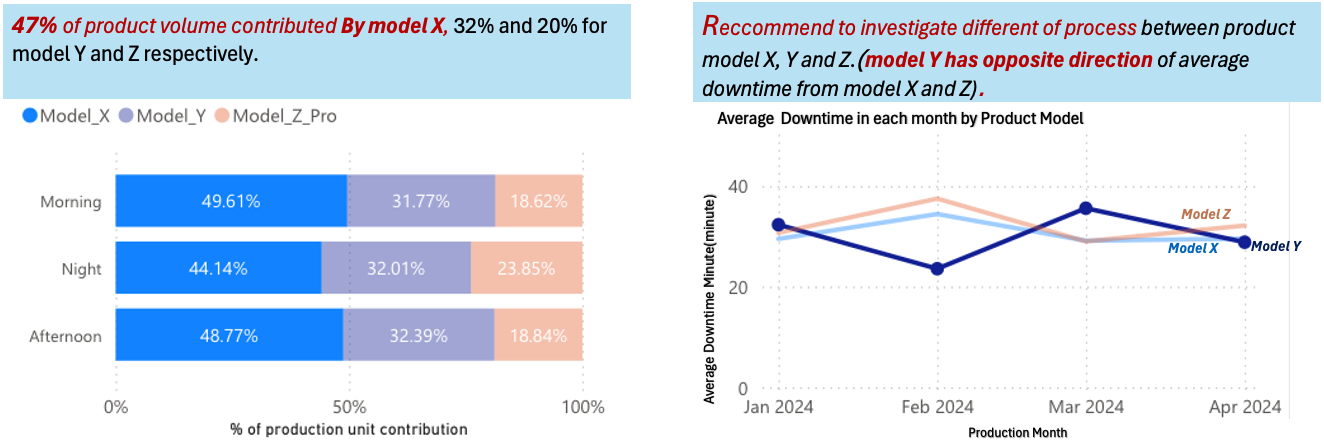 47% of product volume contributed By model X, 32% and 20% for
model Y and Z respectively.
Model_X Model_Y Model_Z_Pro
Morning 49.61% 31.77% 18.62%
Night 44.14% 32.01% 23.85%
Afternoon 48.77% 32.39% 18.84%
0% 50% 100%
% of production unit contribution
Reccommend to investigate different of process between product
model X, Y and Z.(model Y has opposite direction of average
downtime from model X and Z).
Average Downtime in each month by Product Model
Average Downtime Minute(minute)
40
20
0
Model Z
Model X
Model Y
Jan 2024 Feb 2024 Mar 2024 Apr 2024
Production Month